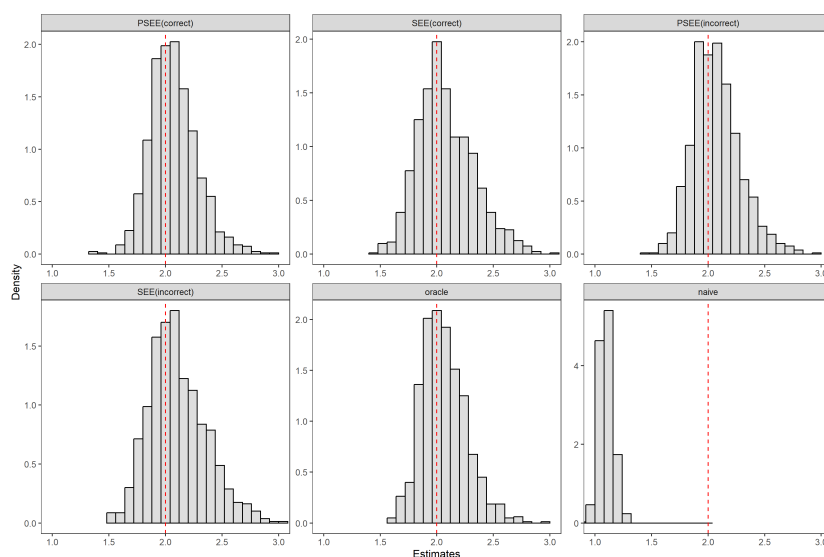 PSEE(correct) SEE(correct) PSEE(incorrect)
2.0 2.0 2.0
1.5 1.5 1.5
1.0 1.0 1.0
0.5 0.5 0.5
0.0 0.0 0.0
1.0 1.5 2.0 2.5 3.0 1.0 1.5 2.0 2.5 3.0 1.0 1.5 2.0 2.5 3.0
Density
SEE(incorrect) oracle naive
1.5 2.0 4
1.0 1.5 2
0.5 1.0 0
0.0 0.5
0.0
1.0 1.5 2.0 2.5 3.0 1.0 1.5 2.0 2.5 3.0 1.0 1.5 2.0 2.5 3.0
Estimates